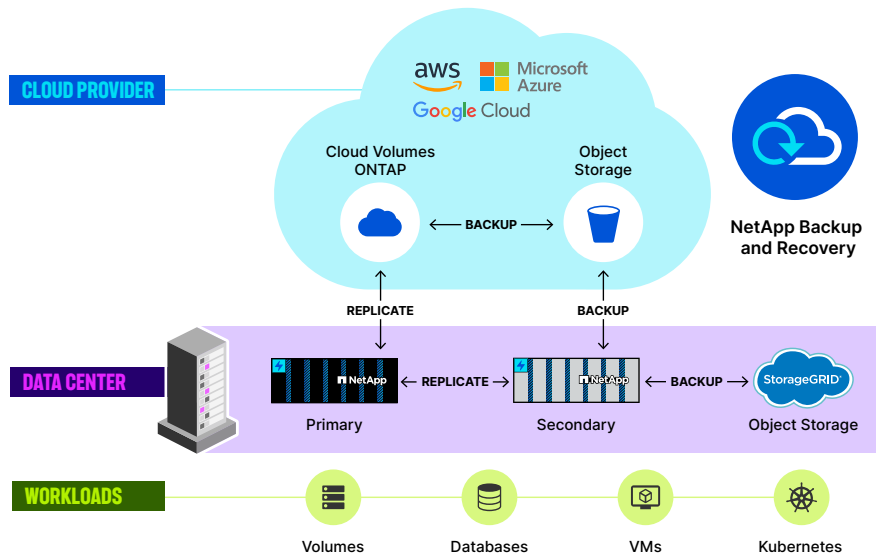 aws
Microsoft
Azure
Google Cloud
CLOUD PROVIDER
Cloud Volumes
ONTAP
Object
Storage
BACKUP
NetApp Backup
and Recovery
REPLICATE
BACKUP
DATA CENTER
NetApp
REPLICATE
NetApp
BACKUP
StorageGRID®
Primary
Secondary
Object Storage
WORKLOADS
Volumes
Databases
VMs
Kubernetes